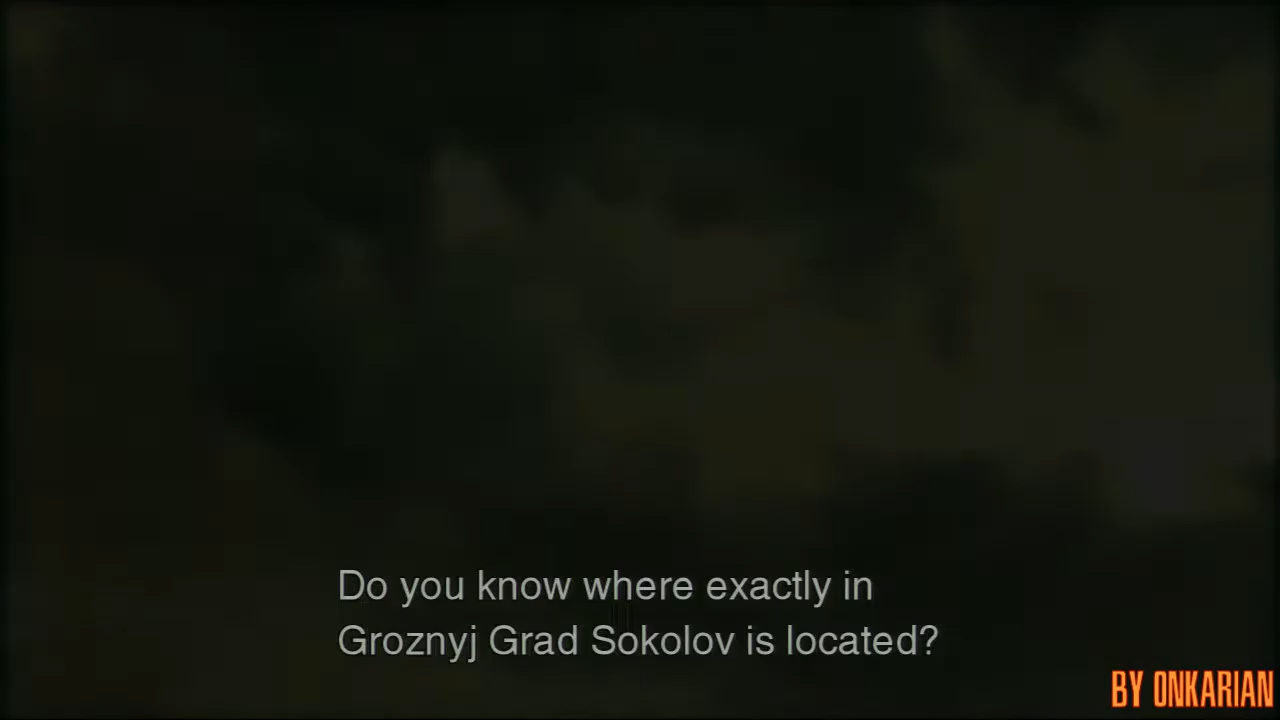 Do you know where exactly in
Groznyj Grad Sokolov is located?
BY ONKARIAN